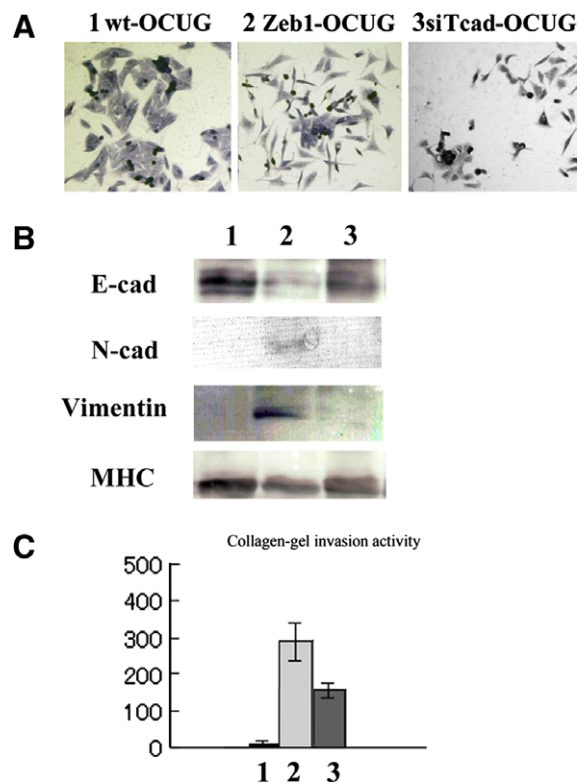 A
1 wt-OCUG 2 Zeb1-OCUG 3siTcad-OCUG
B
1 2 3
E-cad
N-cad
Vimentin
MHC
C
Collagen-gel invasion activity
500
400
300
200
100
0
1 2 3